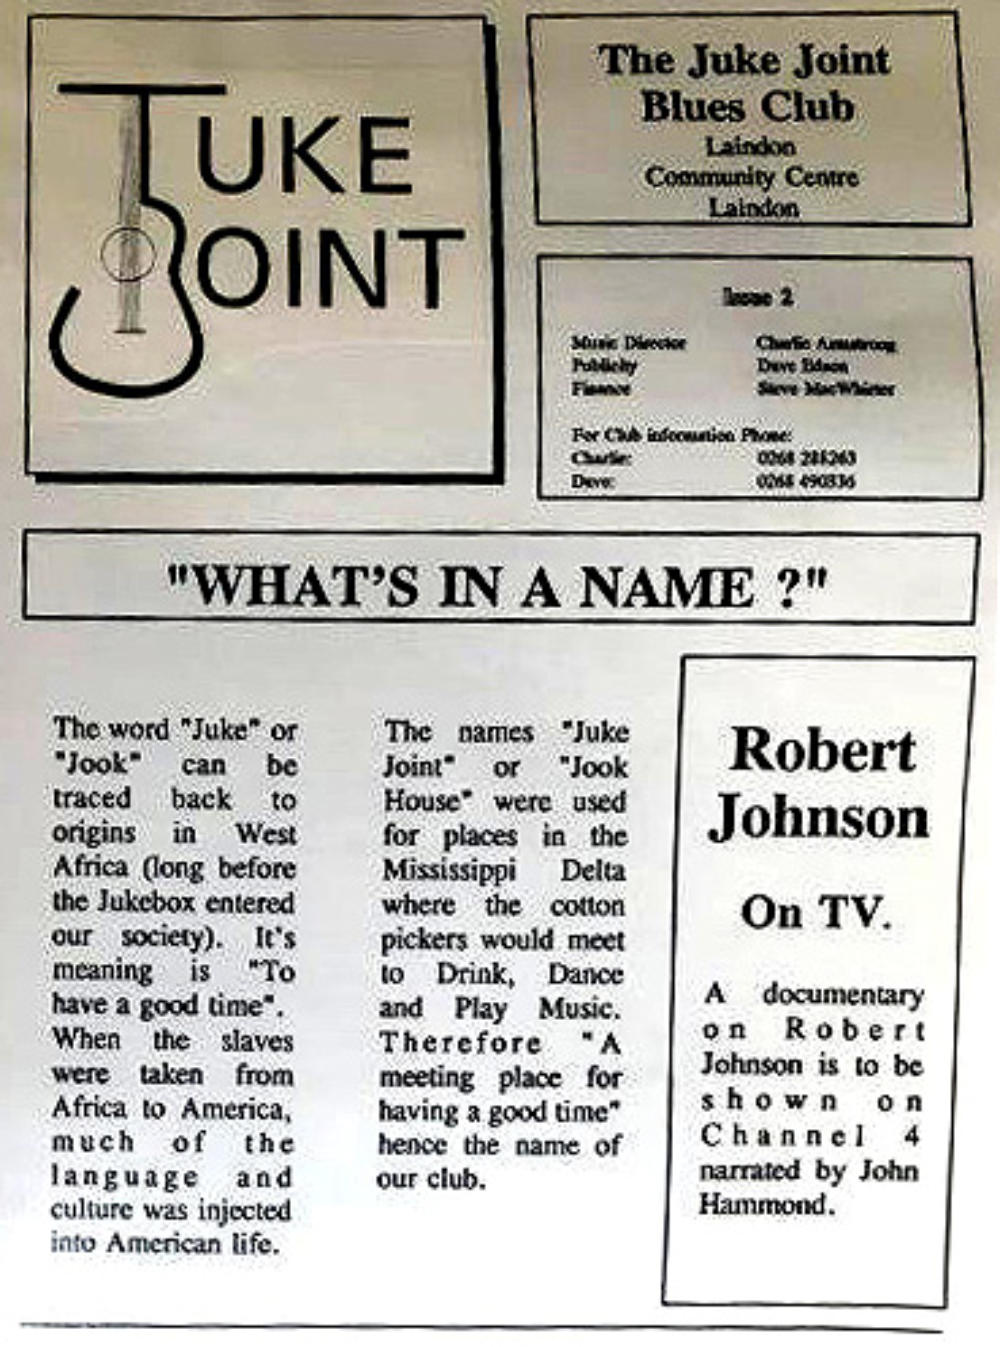 JUKE
JOINT
The Juke Joint
Blues Club
Laindon
Community Centre
Laindon
Issue 2
Music Director Charlie Armstrong
Publicity Dave
Finance Steve MacWhirter
For Club information Phone:
Charlie: 0268 288263
Dave: 0268 490336
"WHAT'S IN A NAME ?"
The word "Juke" or
"Jook" can be
traced back to
origins in West
Africa (long before
the Jukebox entered
our society). It's
meaning is "To
have a good time".
When the slaves
were taken from
Africa to America,
much of the
language and
culture was injected
into American life.
The names "Juke
Joint" or "Jook
House" were used
for places in the
Mississippi Delta
where the cotton
pickers would meet
to Drink, Dance
and Play Music.
Therefore "A
meeting place for
having a good time"
hence the name of
our club.
Robert
Johnson
On TV.
A documentary
on Robert
Johnson is to be
shown on
Channel 4
narrated by John
Hammond.